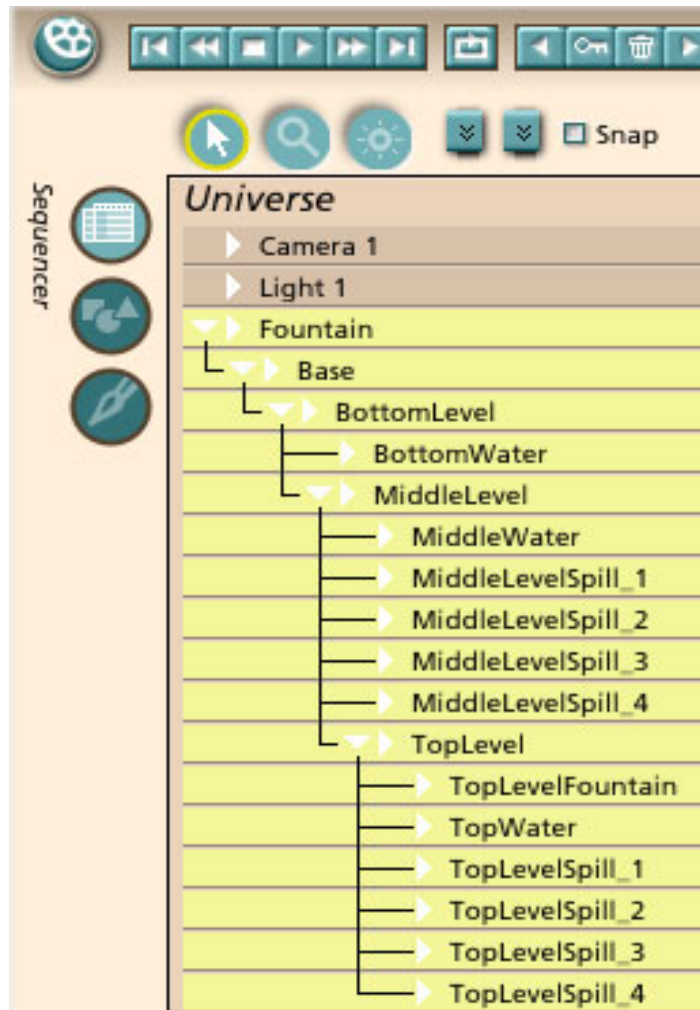 Snap
Sequencer
Universe
Camera 1
Light 1
Fountain
Base
BottomLevel
BottomWater
MiddleLevel
MiddleWater
MiddleLevelSpill_1
MiddleLevelSpill_2
MiddleLevelSpill_3
MiddleLevelSpill_4
TopLevel
TopLevelFountain
TopWater
TopLevelSpill_1
TopLevelSpill_2
TopLevelSpill_3
TopLevelSpill_4